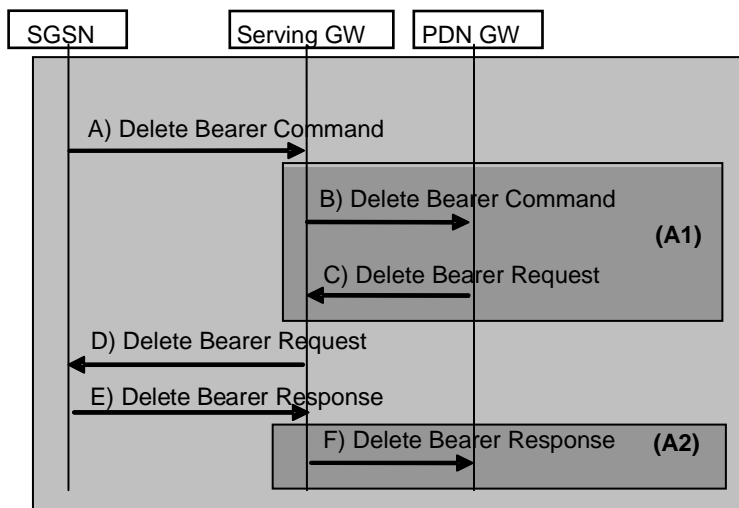 SGSN
Serving GW
PDN GW
A) Delete Bearer Command
B) Delete Bearer Command
(A1)
C) Delete Bearer Request
D) Delete Bearer Request
E) Delete Bearer Response
F) Delete Bearer Response
(A2)